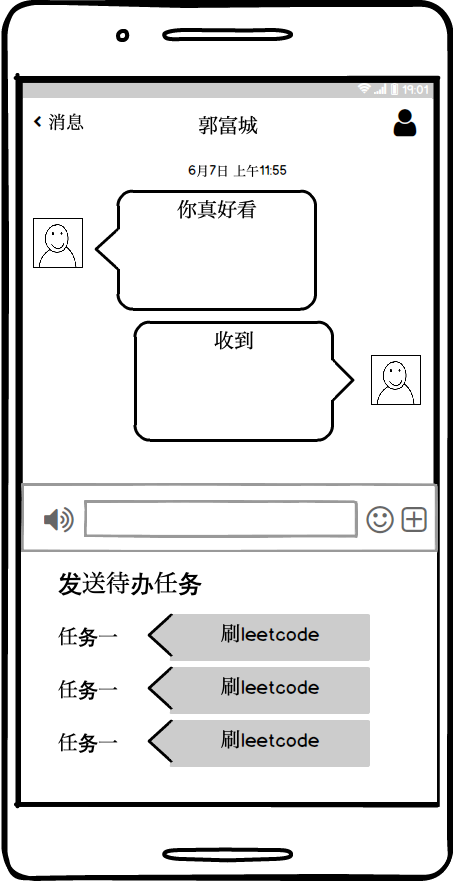 19:01
消息
郭富城
6月7日 上午11:55
你真好看
收到
发送待办任务
任务一
刷leetcode
任务一
刷leetcode
任务一
刷leetcode